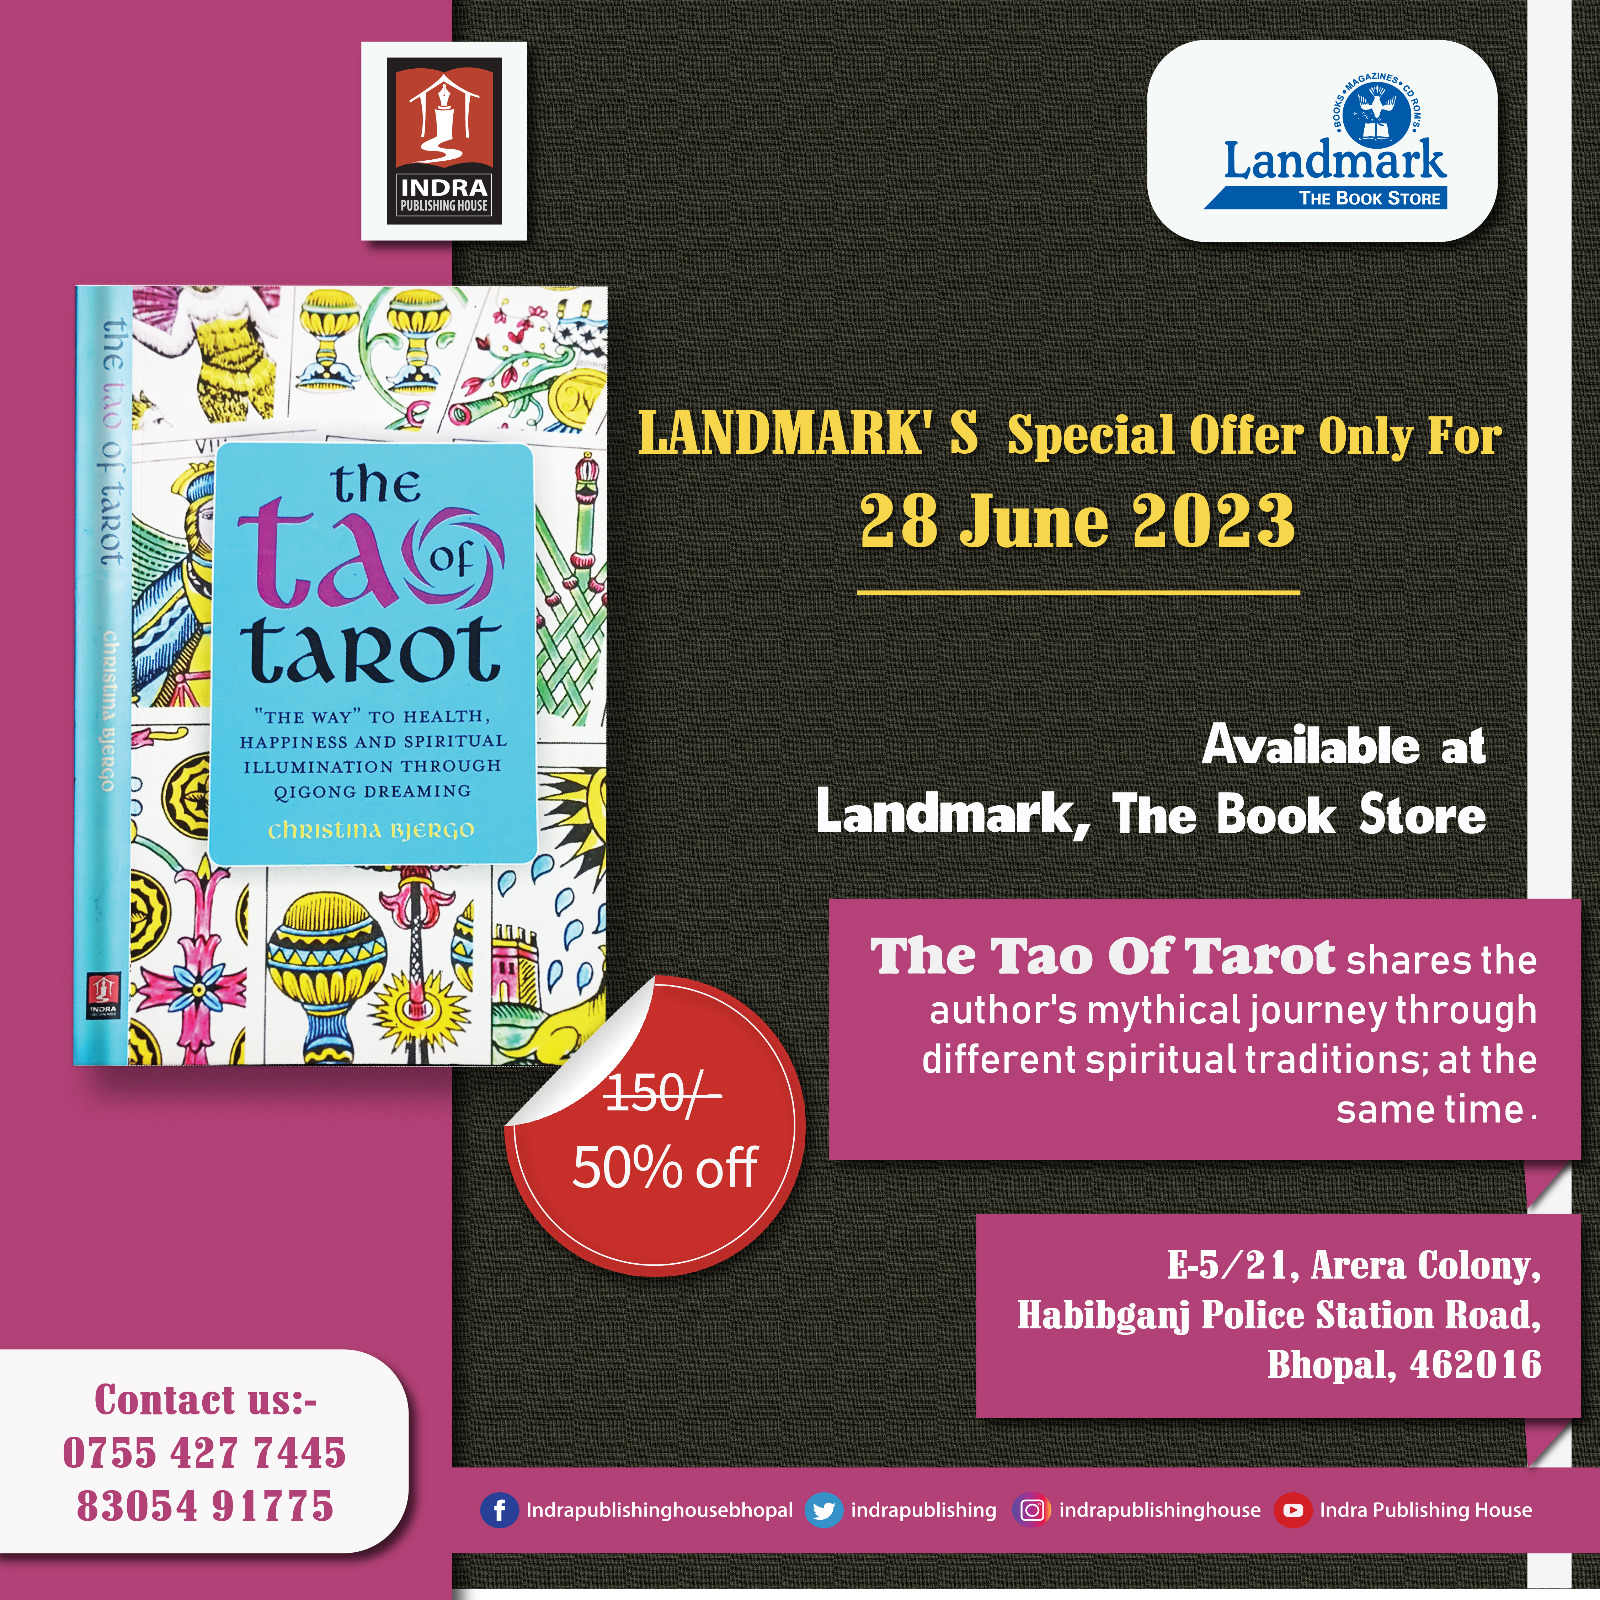 INDRA
PUBLISHING HOUSE
• BOOKS • MAGAZINES • CD ROM'S •
Landmark
THE BOOK STORE
the tao of tarot
christina Bjergo
INDRA
VII
the
tao
of
tarot
"THE WAY" TO HEALTH,
HAPPINESS AND SPIRITUAL
ILLUMINATION THROUGH
QIGONG DREAMING
christina Bjergo
LANDMARK' S Special Offer Only For
28 June 2023
Available at
Landmark, The Book Store
The Tao Of Tarot shares the
author's mythical journey through
different spiritual traditions; at the
same time.
150/-
50% off
E-5/21, Arera Colony,
Habibganj Police Station Road,
Bhopal, 462016
Contact us:-
0755 427 7445
83054 91775
Indrapublishinghousebhopal indrapublishing indrapublishinghouse Indra Publishing House